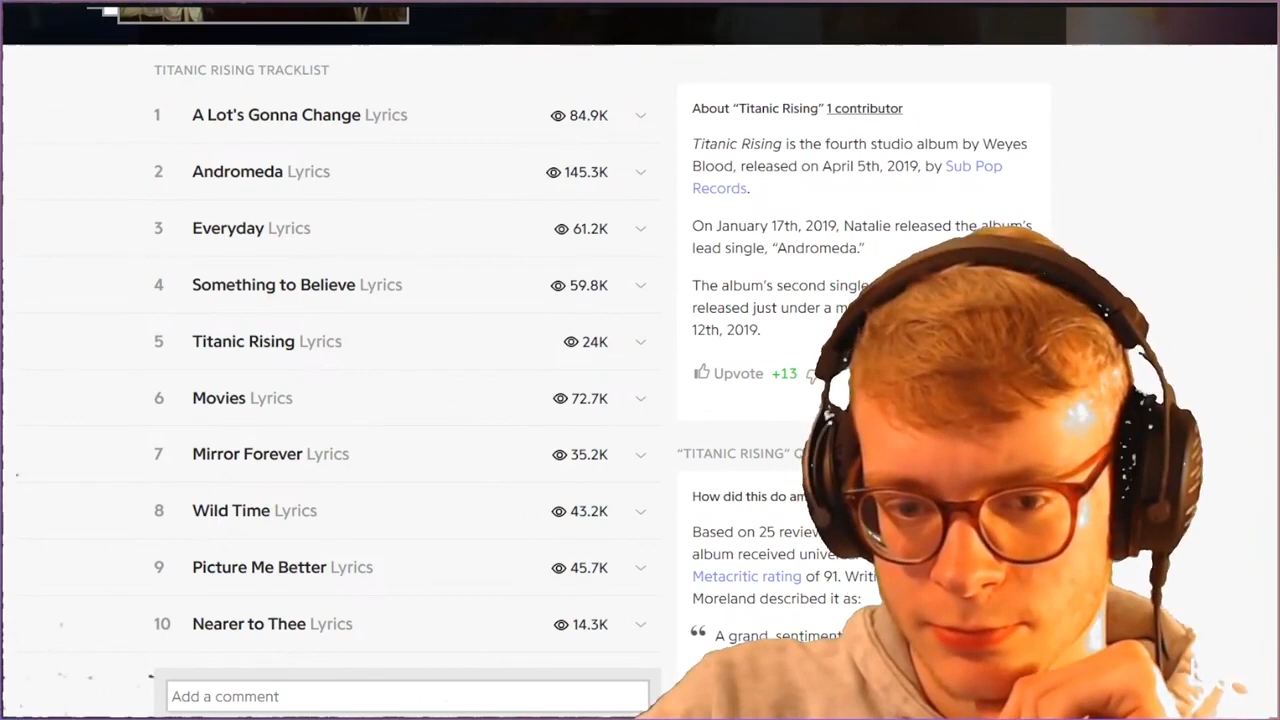 TITANIC RISING TRACKLIST
1 A Lot's Gonna Change Lyrics 84.9K
2 Andromeda Lyrics 145.3K
3 Everyday Lyrics 61.2K
4 Something to Believe Lyrics 59.8K
5 Titanic Rising Lyrics 24K
6 Movies Lyrics 72.7K
7 Mirror Forever Lyrics 35.2K
8 Wild Time Lyrics 43.2K
9 Picture Me Better Lyrics 45.7K
10 Nearer to Thee Lyrics 14.3K
Add a comment
About “Titanic Rising” 1 contributor
Titanic Rising is the fourth studio album by Weyes
Blood, released on April 5th, 2019, by Sub Pop
Records.
On January 17th, 2019, Natalie released the album's
lead single, “Andromeda.”
The album's second single
released just under a
12th, 2019.
Upvote +13
“TITANIC RISING”
How did this do
Based on 25
album received
Metacritic rating of 91.
Moreland described it as:
“ A grand, sentiment